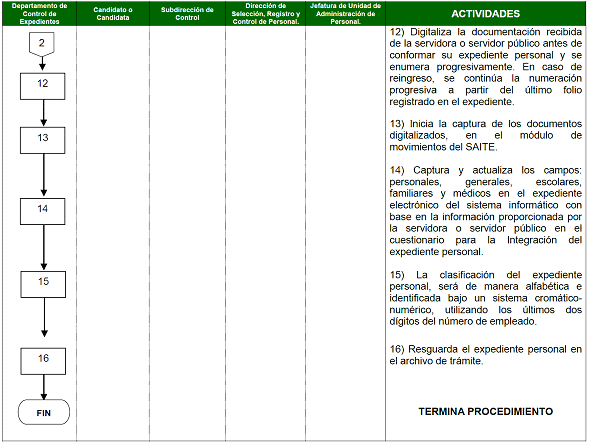 Departamento de
Control de
Expedientes
Candidato o
Candidata
Subdirección de
Control
Dirección de
Selección, Registro y
Control de Personal.
Jefatura de Unidad de
Administración de
Personal.
ACTIVIDADES
2
12
13
14
15
16
FIN
12) Digitaliza la documentación recibida
de la servidora o servidor público antes de
conformar su expediente personal y se
enumera progresivamente. En caso de
reingreso, se continúa la numeración
progresiva a partir del último folio
registrado en el expediente.
13) Inicia la captura de los documentos
digitalizados, en el módulo de
movimientos del SAITE.
14) Captura y actualiza los campos:
personales, generales, escolares,
familiares y médicos en el expediente
electrónico del sistema informático con
base en la información proporcionada por
la servidora o servidor público en el
cuestionario para la Integración del
expediente personal.
15) La clasificación del expediente
personal, será de manera alfabética e
identificada bajo un sistema cromático-
numérico, utilizando los últimos dos
dígitos del número de empleado.
16) Resguarda el expediente personal en
el archivo de trámite.
TERMINA PROCEDIMIENTO